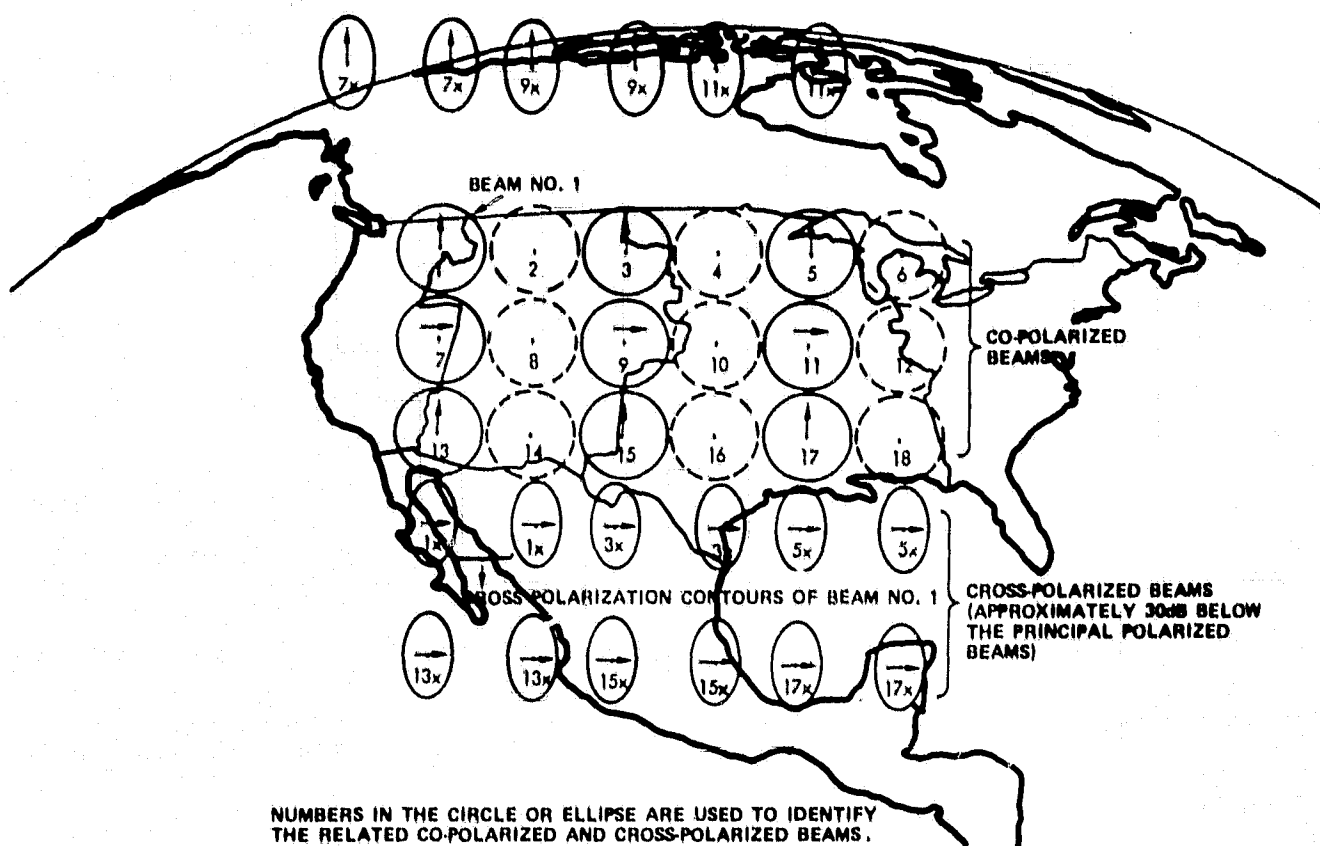 7x 7x 9x 9x 11x 11x
BEAM NO. 1
1 2 3 4 5 6
7 8 9 10 11 12
CO-POLARIZED
BEAMS
13 14 15 16 17 18
1x 1x 3x 3 5x 5x
CROSS POLARIZATION CONTOURS OF BEAM NO. 1
CROSS-POLARIZED BEAMS
(APPROXIMATELY 30dB BELOW
THE PRINCIPAL POLARIZED
BEAMS)
13x 13x 15x 15x 17x 17x
NUMBERS IN THE CIRCLE OR ELLIPSE ARE USED TO IDENTIFY
THE RELATED CO-POLARIZED AND CROSS-POLARIZED BEAMS.